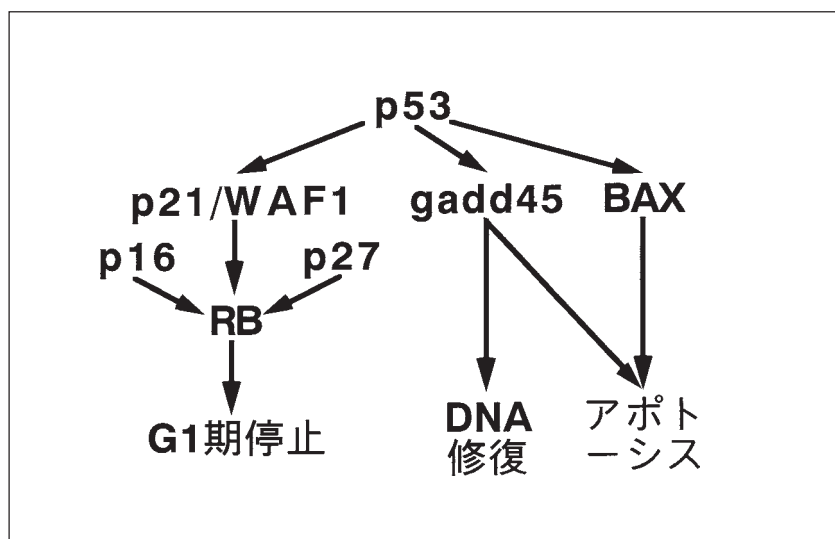 p53
p21/WAF1
gadd45
BAX
p16
p27
RB
G1期停止
DNA
修復
アポト
ーシス